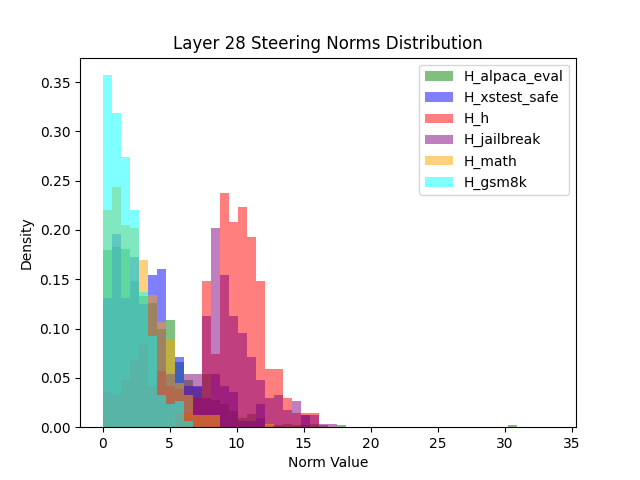 Layer 28 Steering Norms Distribution
H_alpaca_eval
H_xstest_safe
H_h
H_jailbreak
H_math
H_gsm8k
Density
0.35
0.30
0.25
0.20
0.15
0.10
0.05
0.00
0 5 10 15 20 25 30 35
Norm Value